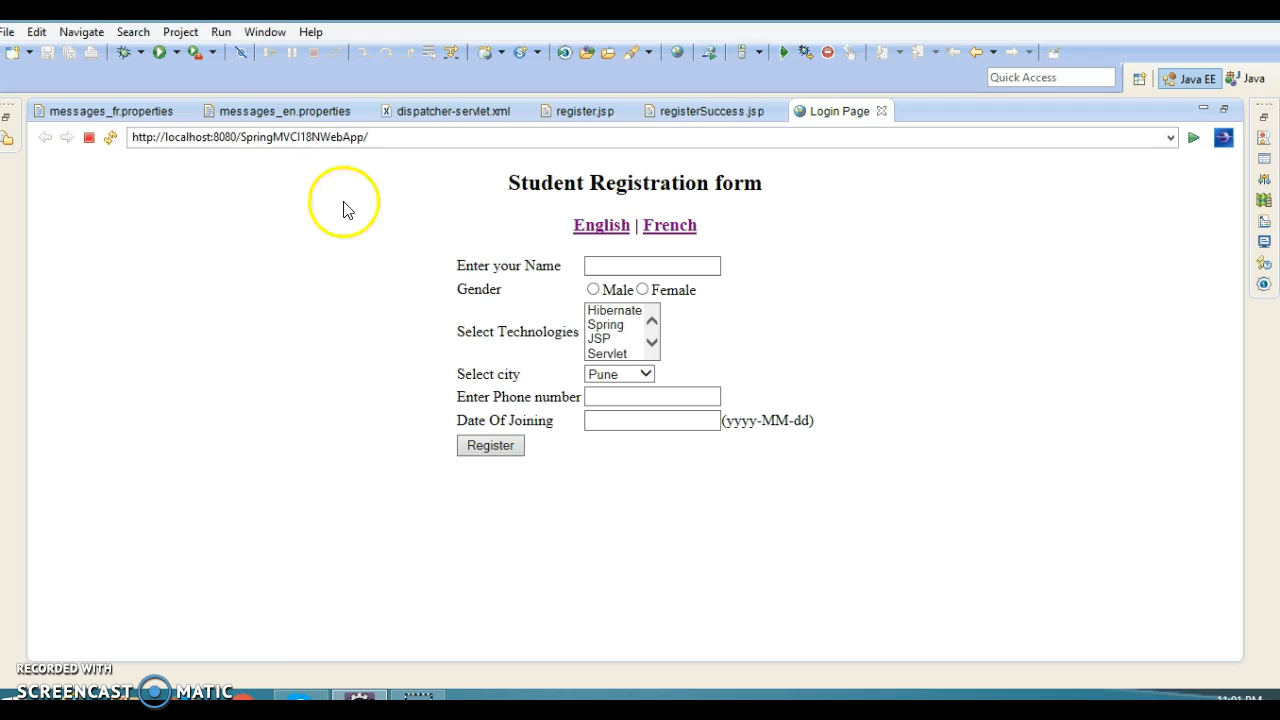 File Edit Navigate Search Project Run Window Help
Quick Access
Java EE Java
messages_fr.properties messages_en.properties dispatcher-servlet.xml register.jsp registerSuccess.jsp Login Page
http://localhost:8080/SpringMVCI18NWebApp/
Student Registration form
English | French
Enter your Name
Gender Male Female
Select Technologies
Hibernate
Spring
JSP
Servlet
Select city Pune
Enter Phone number
Date Of Joining (yyyy-MM-dd)
Register
RECORDED WITH
SCREENCAST MATIC